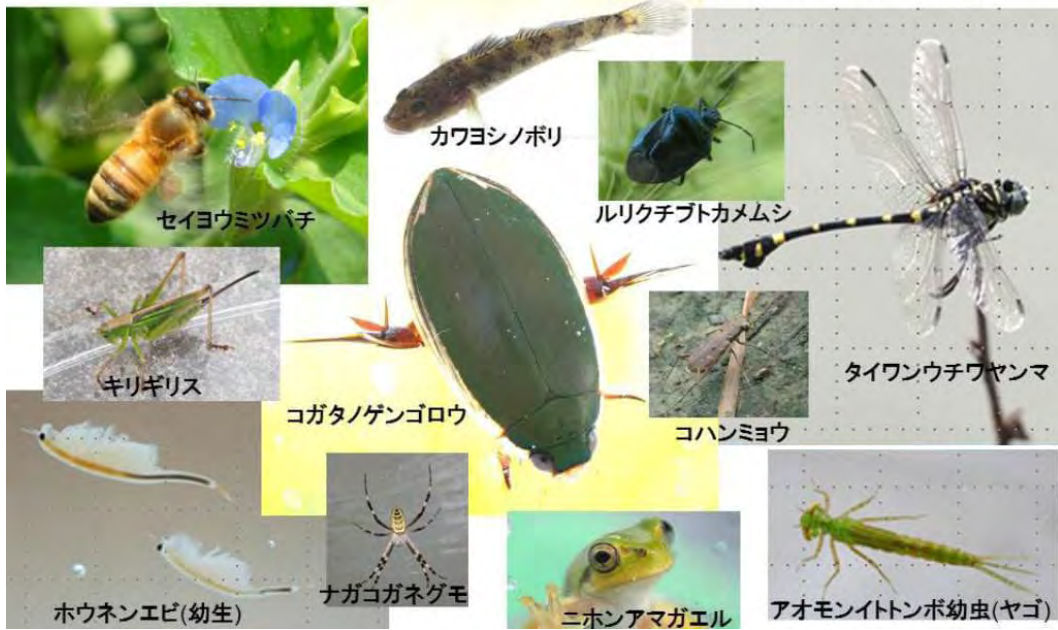 カワヨシノボリ
セイヨウミツバチ
ルリクチブトカメムシ
キリギリス
タイワンウチワヤンマ
コガタノゲンゴロウ
コハンミョウ
ホウネンエビ(幼生)
ナガコガネグモ
ニホンアマガエル
アオモンイトトンボ幼虫(ヤゴ)